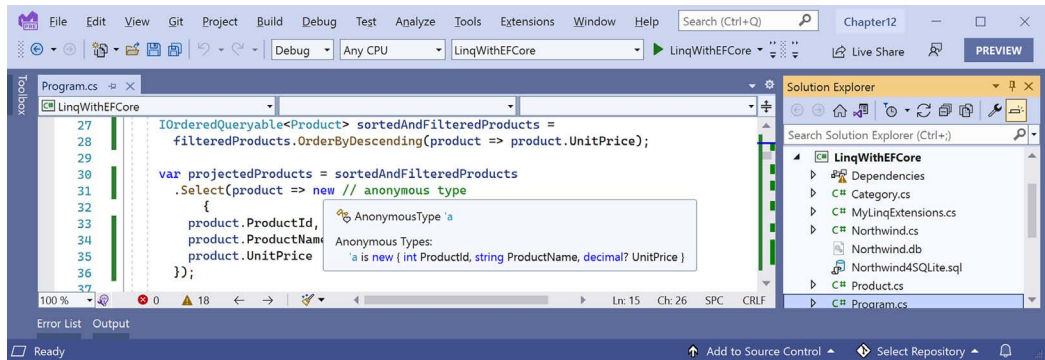 File Edit View Git Project Build Debug Test Analyze Tools Extensions Window Help Search (Ctrl+Q) Chapter12
Debug Any CPU LinqWithEFCore LinqWithEFCore Live Share PREVIEW
Toolbox
Program.cs
LinqWithEFCore
27 IOrderedQueryable<Product> sortedAndFilteredProducts =
28 filteredProducts.OrderByDescending(product => product.UnitPrice);
29
30 var projectedProducts = sortedAndFilteredProducts
31 .Select(product => new // anonymous type
32 {
33 product.ProductId,
34 product.ProductName
35 product.UnitPrice
36 });
37
AnonymousType 'a
Anonymous Types:
'a is new { int ProductId, string ProductName, decimal? UnitPrice }
100 % 0 18 Ln: 15 Ch: 26 SPC CRLF
Solution Explorer
Search Solution Explorer (Ctrl+;)
C# LinqWithEFCore
Dependencies
C# Category.cs
C# MyLinqExtensions.cs
C# Northwind.cs
Northwind.db
Northwind4SQLite.sql
C# Product.cs
C# Program.cs
Error List Output
Ready Add to Source Control Select Repository